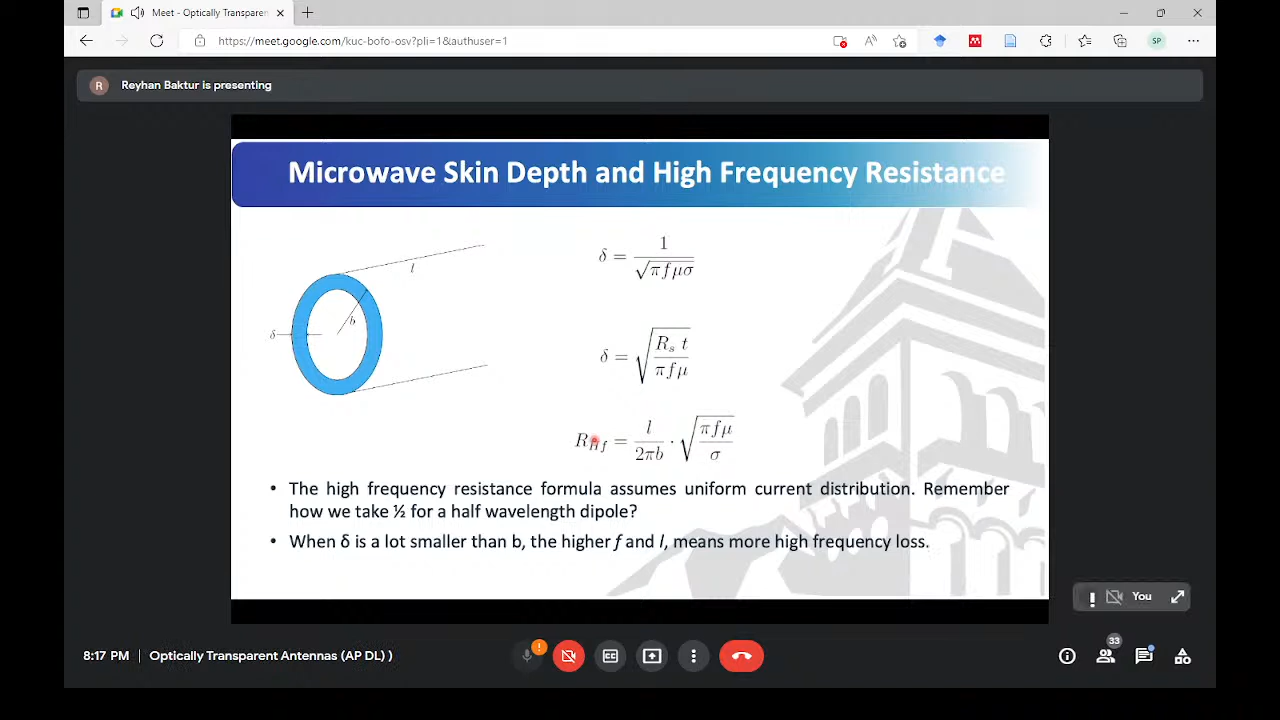 Meet - Optically Transparen
https://meet.google.com/kuc-bofo-osv?pli=1&authuser=1
SP
R
Reyhan Baktur is presenting
Microwave Skin Depth and High Frequency Resistance
l
b
δ
δ = 1 / √(πfμσ)
δ = √(R_s t / πfμ)
R_Hf = l / 2πb · √(πfμ / σ)
• The high frequency resistance formula assumes uniform current distribution. Remember
how we take ½ for a half wavelength dipole?
• When δ is a lot smaller than b, the higher f and l, means more high frequency loss.
You
8:17 PM | Optically Transparent Antennas (AP DL) )
33